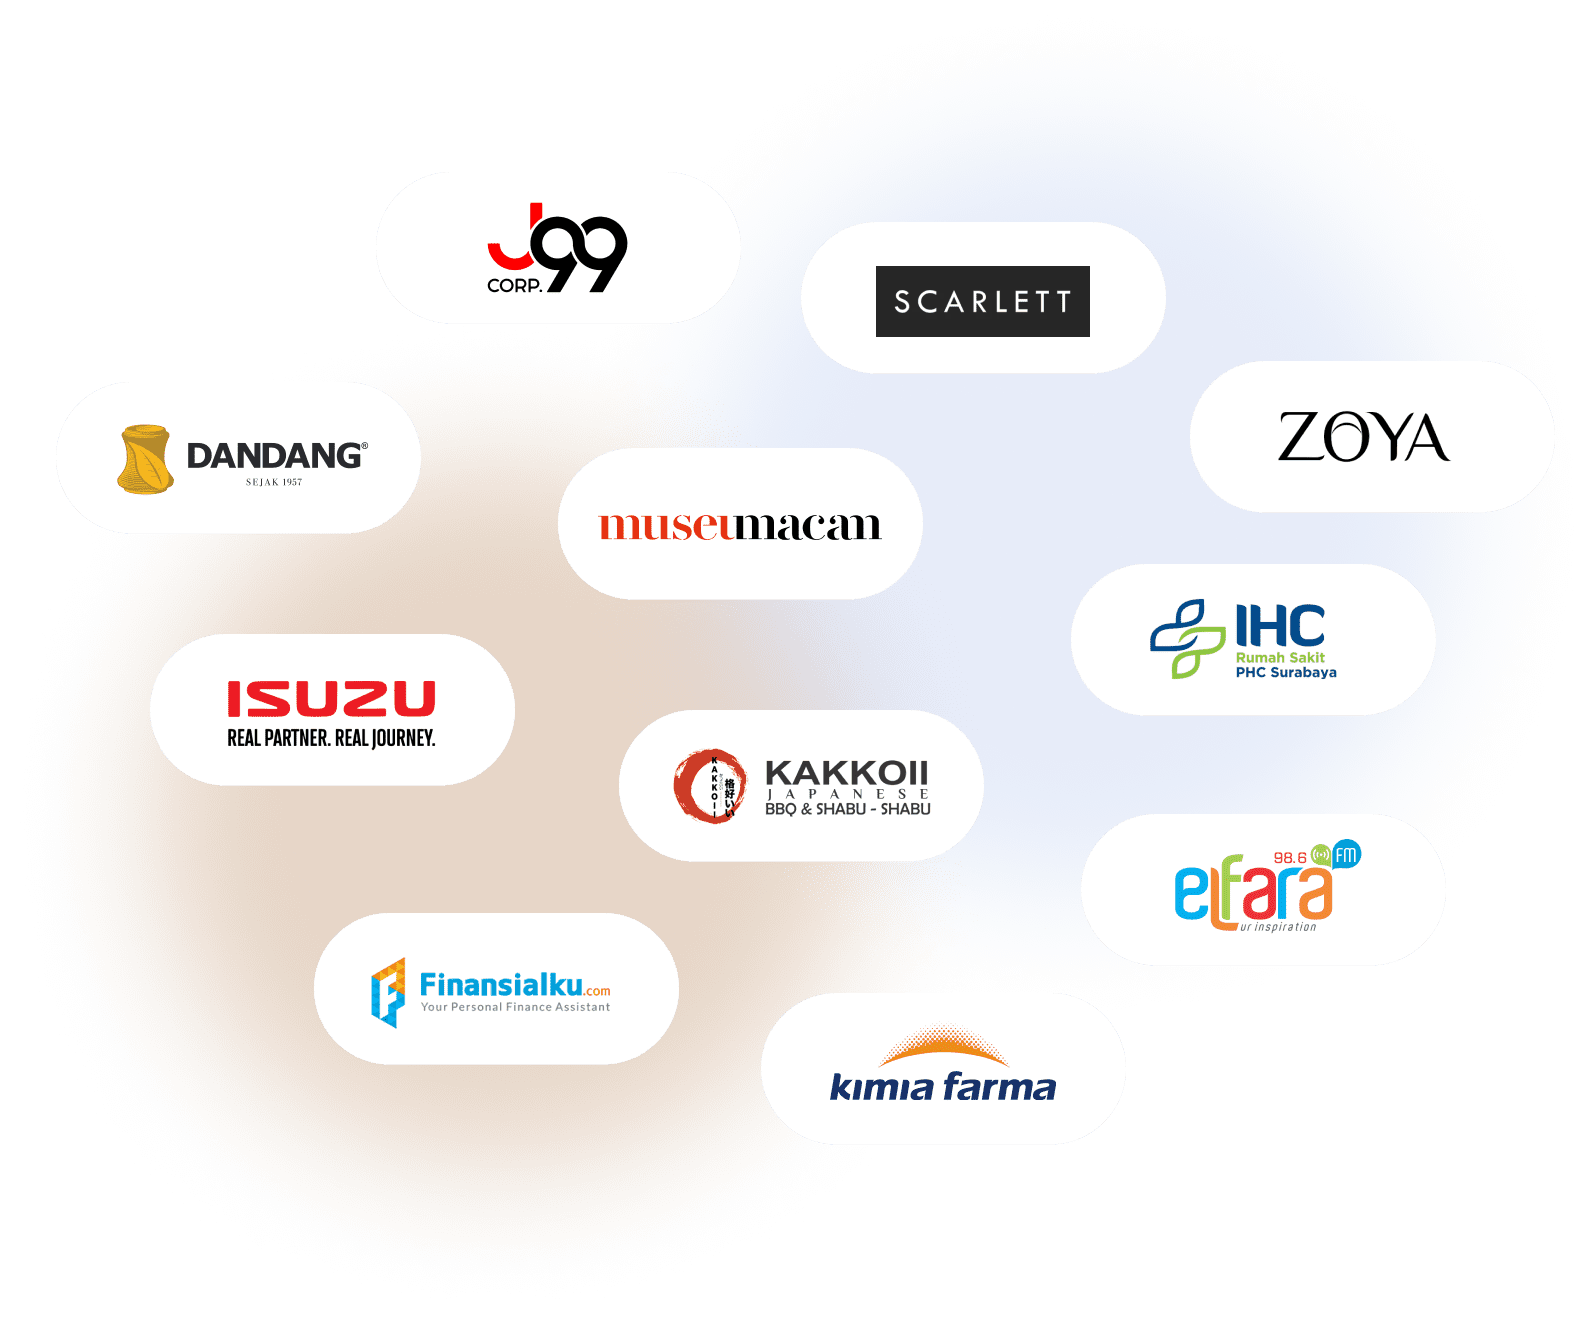 J99
CORP.
SCARLETT
ZOYA
DANDANG®
SEJAK 1957
museumacan
IHC
Rumah Sakit
PHC Surabaya
ISUZU
REAL PARTNER. REAL JOURNEY.
KAKKOII
格好いい
KAKKOII
JAPANESE
BBQ & SHABU - SHABU
98.6 FM
elfara
ur inspiration
Finansialku.com
Your Personal Finance Assistant
kimia farma